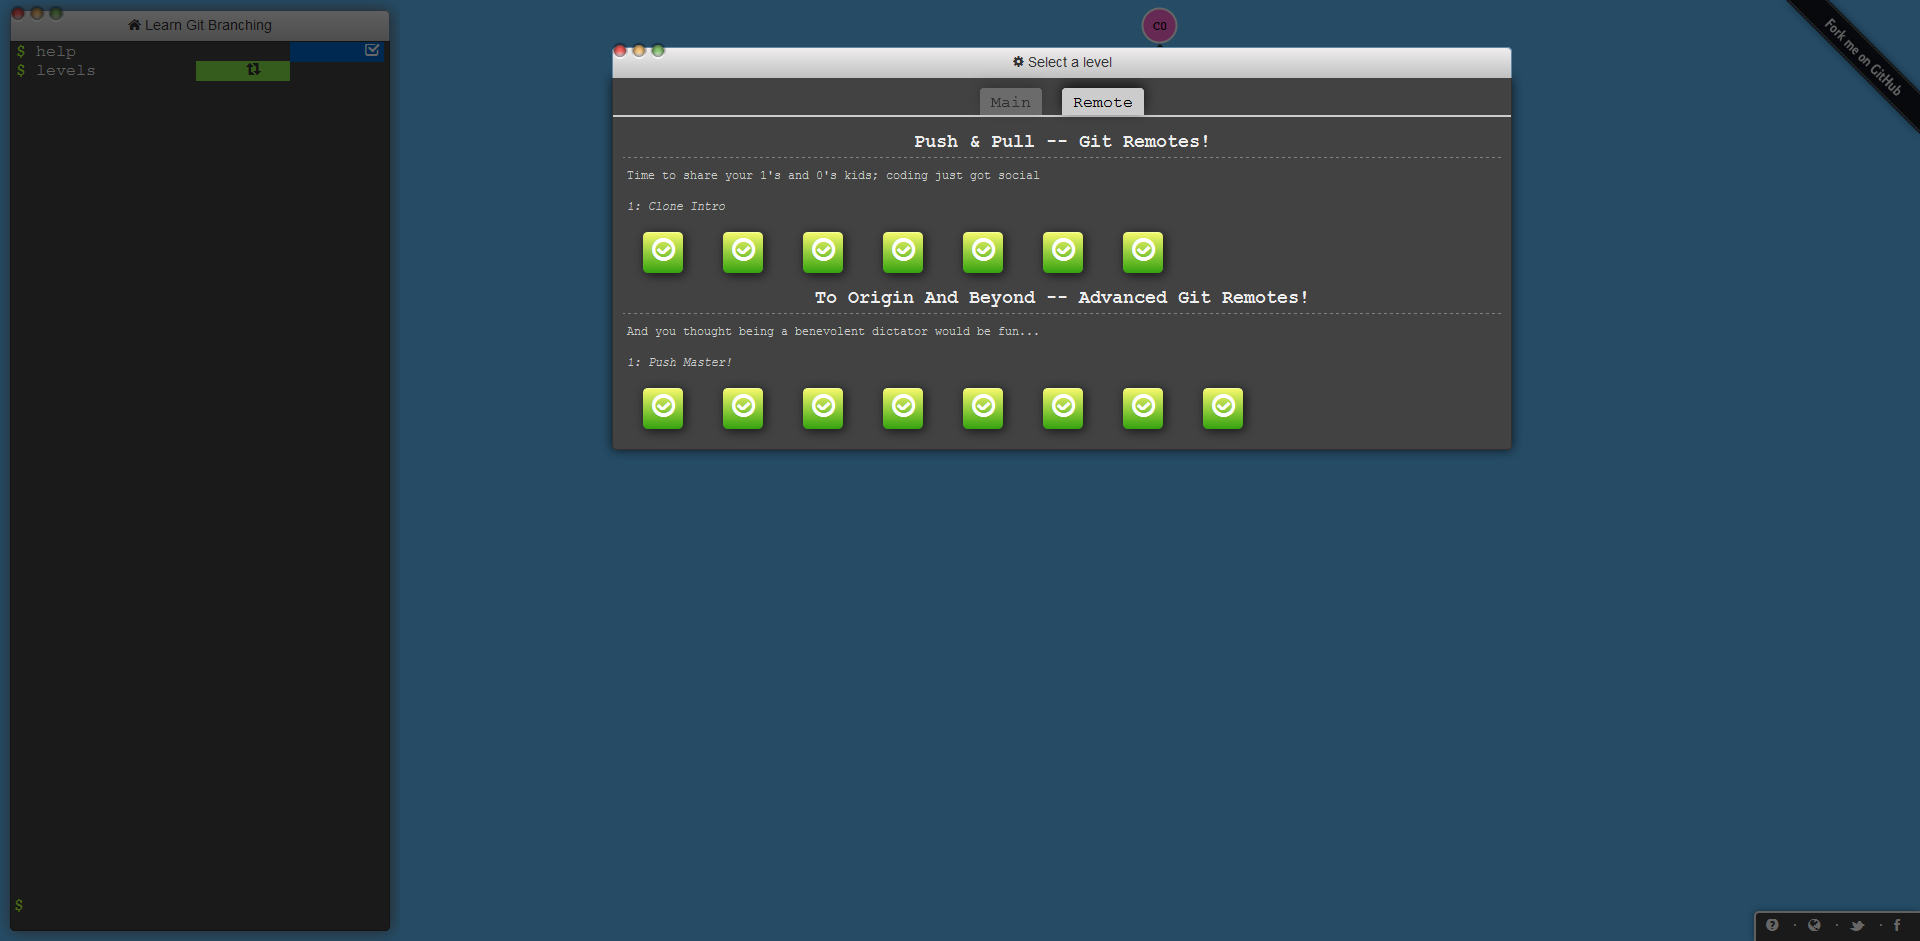 Learn Git Branching
$ help
$ levels
$
C0
Select a level
Main Remote
Push & Pull -- Git Remotes!
Time to share your 1's and 0's kids; coding just got social
1: Clone Intro
To Origin And Beyond -- Advanced Git Remotes!
And you thought being a benevolent dictator would be fun...
1: Push Master!
Fork me on GitHub